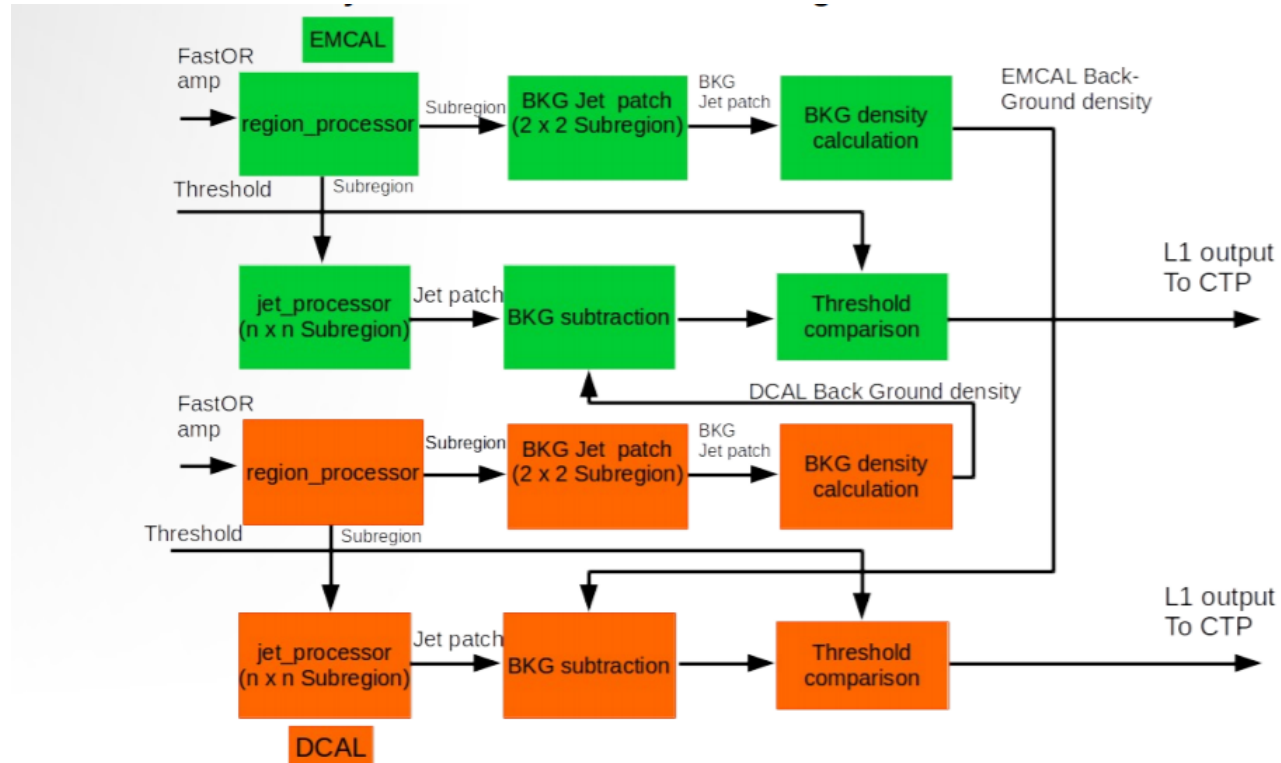 EMCAL
FastOR
amp
region_processor
Subregion
BKG Jet patch
(2 x 2 Subregion)
BKG
Jet patch
BKG density
calculation
EMCAL Back-
Ground density
Threshold
Subregion
jet_processor
(n x n Subregion)
Jet patch
BKG subtraction
Threshold
comparison
L1 output
To CTP
DCAL Back Ground density
FastOR
amp
region_processor
Subregion
BKG Jet patch
(2 x 2 Subregion)
BKG
Jet patch
BKG density
calculation
Threshold
Subregion
jet_processor
(n x n Subregion)
Jet patch
BKG subtraction
Threshold
comparison
L1 output
To CTP
DCAL